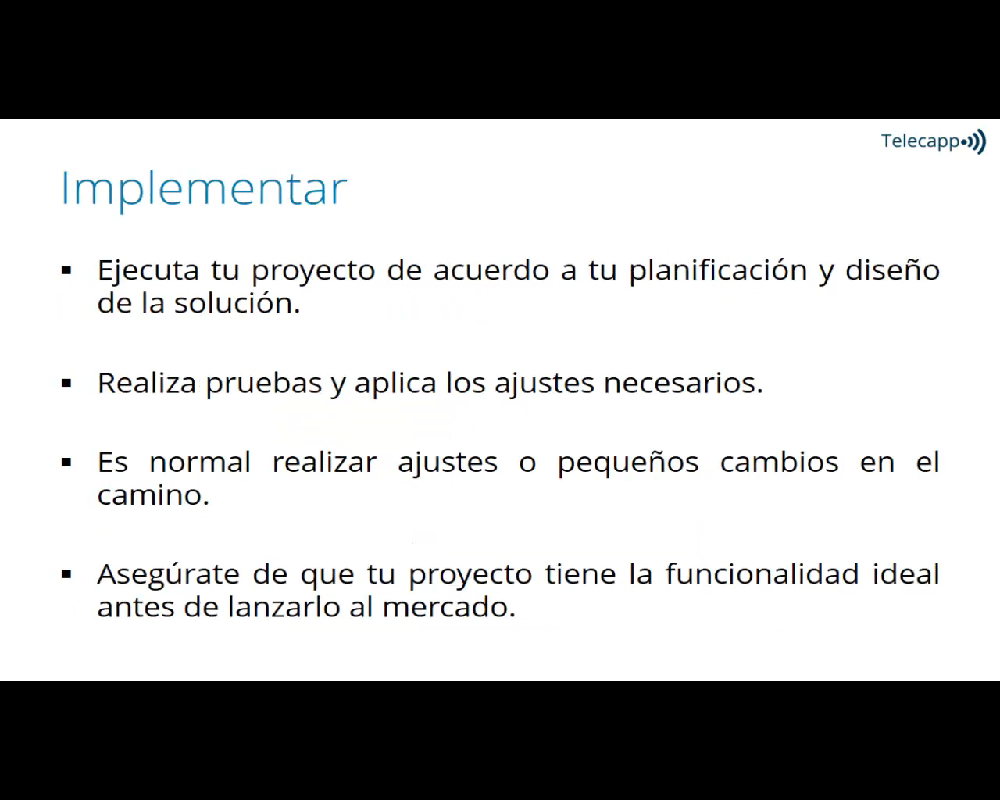 Telecapp
Implementar
▪ Ejecuta tu proyecto de acuerdo a tu planificación y diseño
de la solución.
▪ Realiza pruebas y aplica los ajustes necesarios.
▪ Es normal realizar ajustes o pequeños cambios en el
camino.
▪ Asegúrate de que tu proyecto tiene la funcionalidad ideal
antes de lanzarlo al mercado.